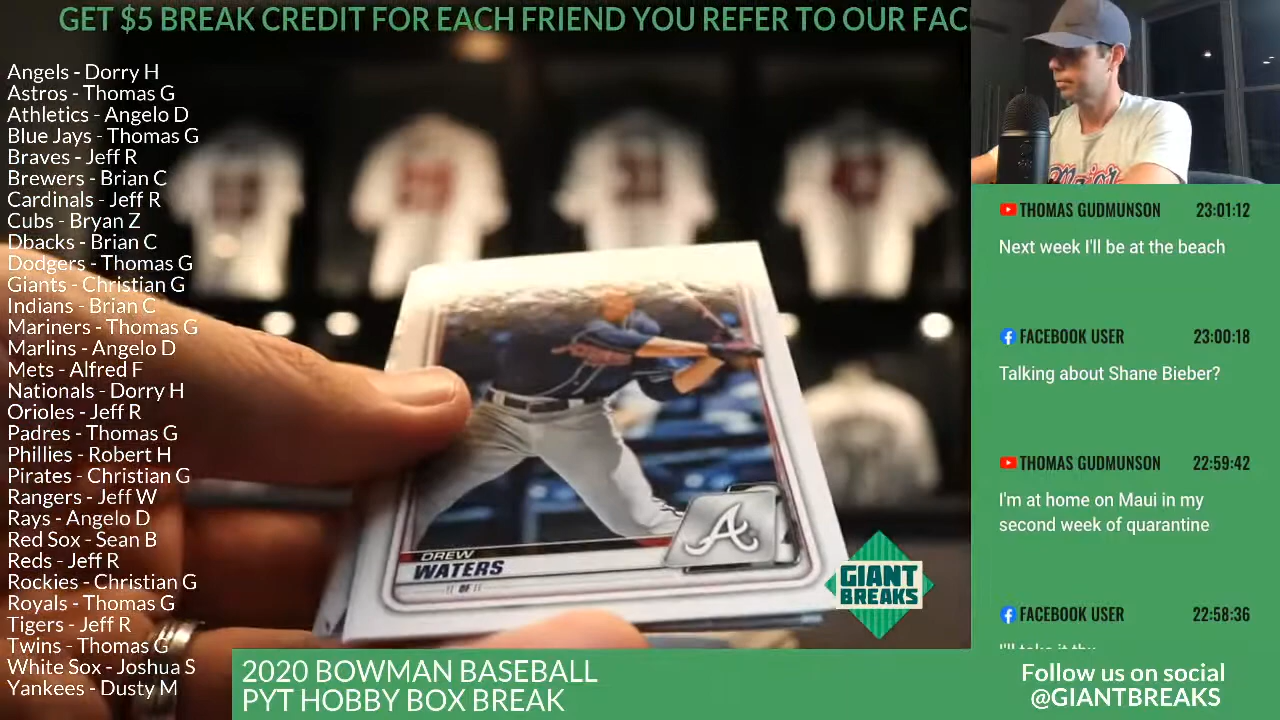 GET $5 BREAK CREDIT FOR EACH FRIEND YOU REFER TO OUR FAC
Angels - Dorry H
Astros - Thomas G
Athletics - Angelo D
Blue Jays - Thomas G
Braves - Jeff R
Brewers - Brian C
Cardinals - Jeff R
Cubs - Bryan Z
Dbacks - Brian C
Dodgers - Thomas G
Giants - Christian G
Indians - Brian C
Mariners - Thomas G
Marlins - Angelo D
Mets - Alfred F
Nationals - Dorry H
Orioles - Jeff R
Padres - Thomas G
Phillies - Robert H
Pirates - Christian G
Rangers - Jeff W
Rays - Angelo D
Red Sox - Sean B
Reds - Jeff R
Rockies - Christian G
Royals - Thomas G
Tigers - Jeff R
Twins - Thomas G
White Sox - Joshua S
Yankees - Dusty M
A
DREW
WATERS
GIANT
BREAKS
2020 BOWMAN BASEBALL
PYT HOBBY BOX BREAK
THOMAS GUDMUNSON 23:01:12
Next week I'll be at the beach
FACEBOOK USER 23:00:18
Talking about Shane Bieber?
THOMAS GUDMUNSON 22:59:42
I'm at home on Maui in my
second week of quarantine
FACEBOOK USER 22:58:36
Follow us on social
@GIANTBREAKS